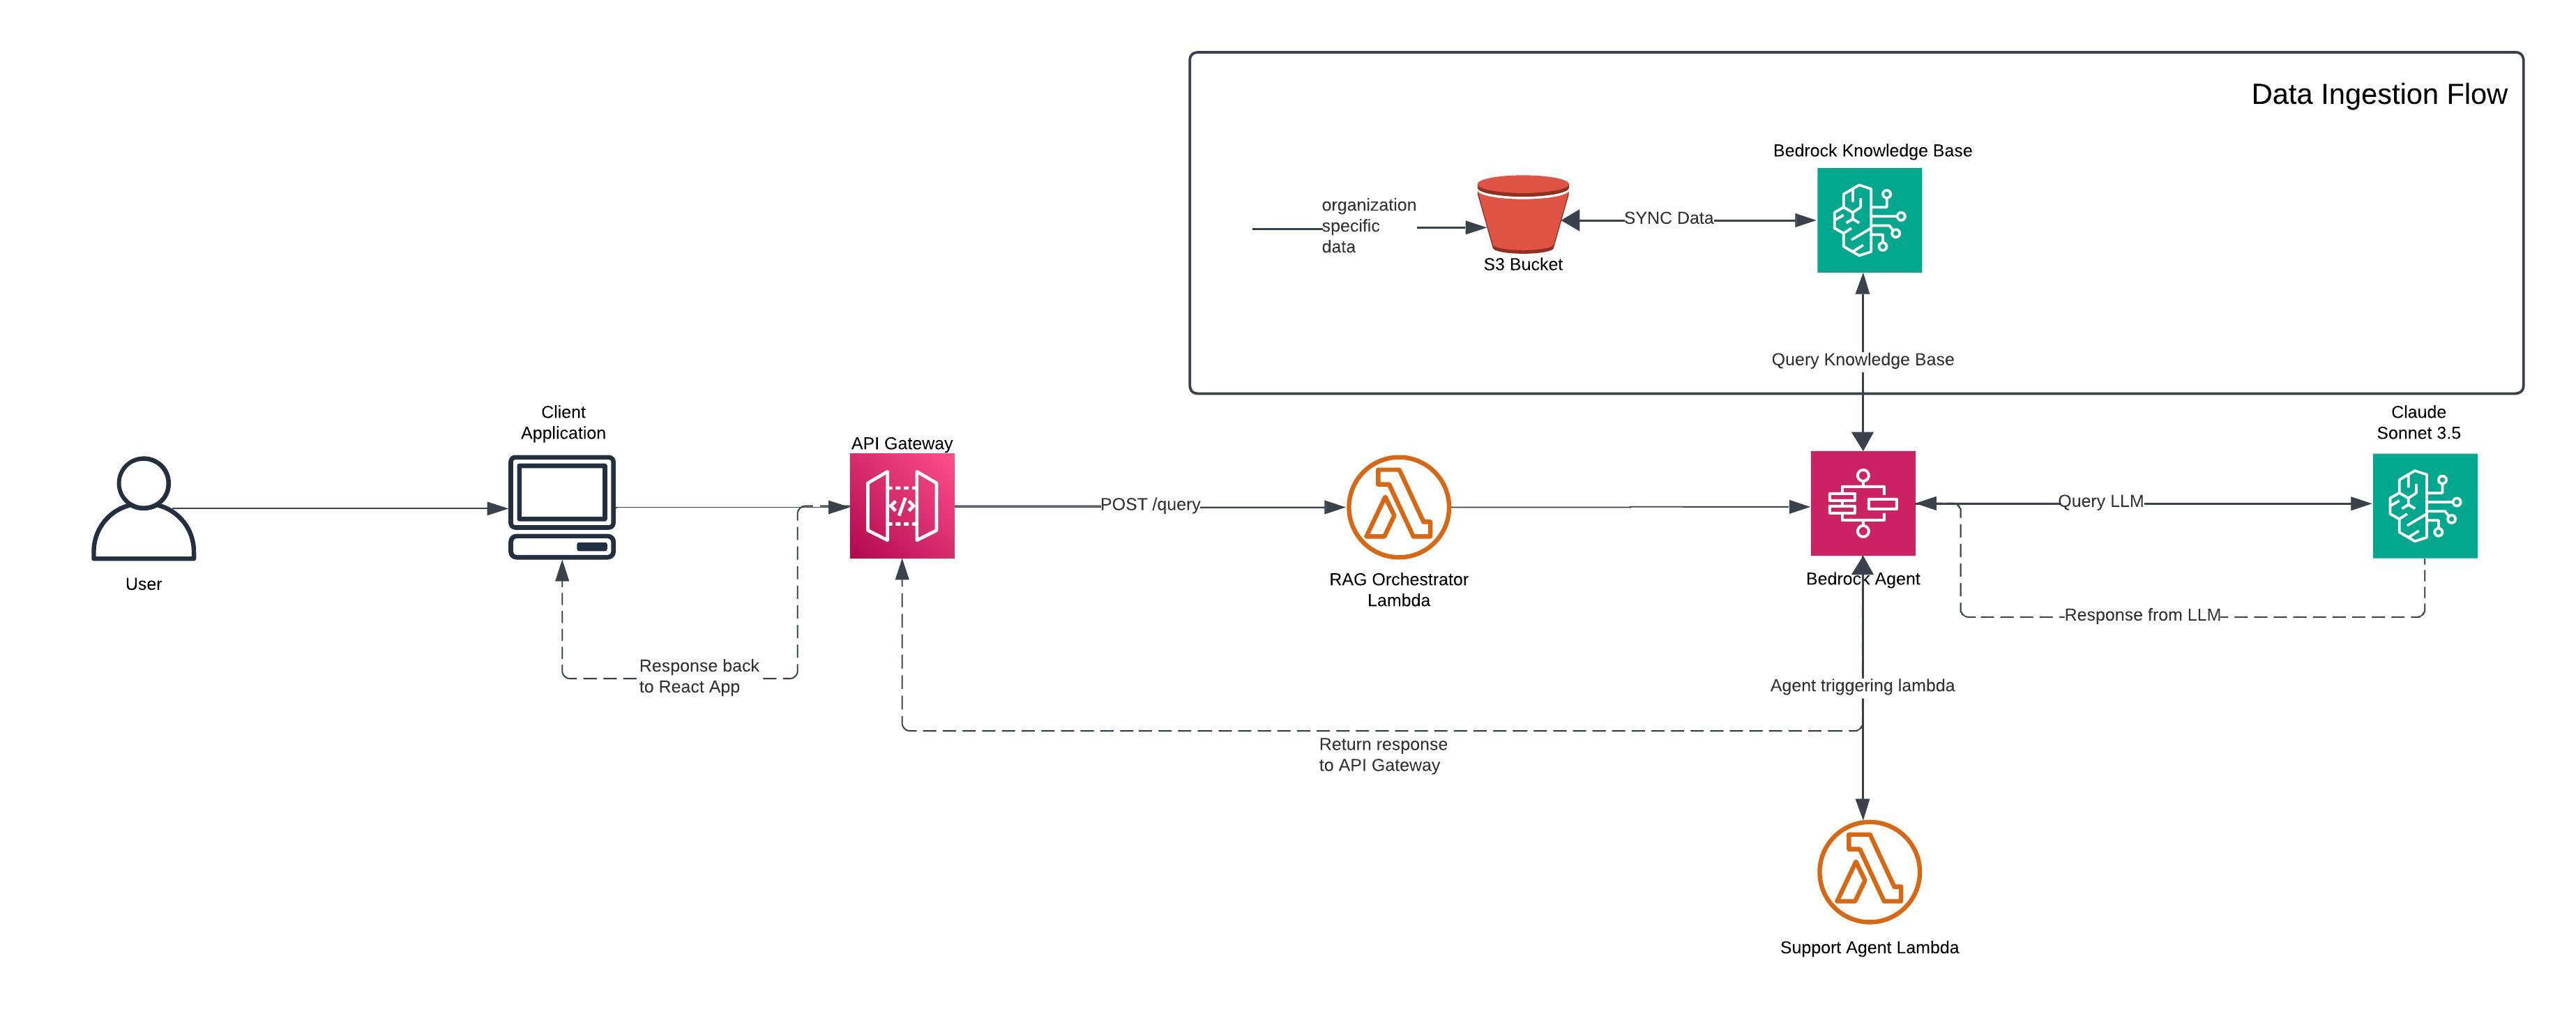 Data Ingestion Flow
Bedrock Knowledge Base
organization
specific
data
SYNC Data
S3 Bucket
Query Knowledge Base
Client
Application
API Gateway
Claude
Sonnet 3.5
POST /query
Query LLM
User
RAG Orchestrator
Lambda
Bedrock Agent
Response from LLM
Response back
to React App
Agent triggering lambda
Return response
to API Gateway
Support Agent Lambda